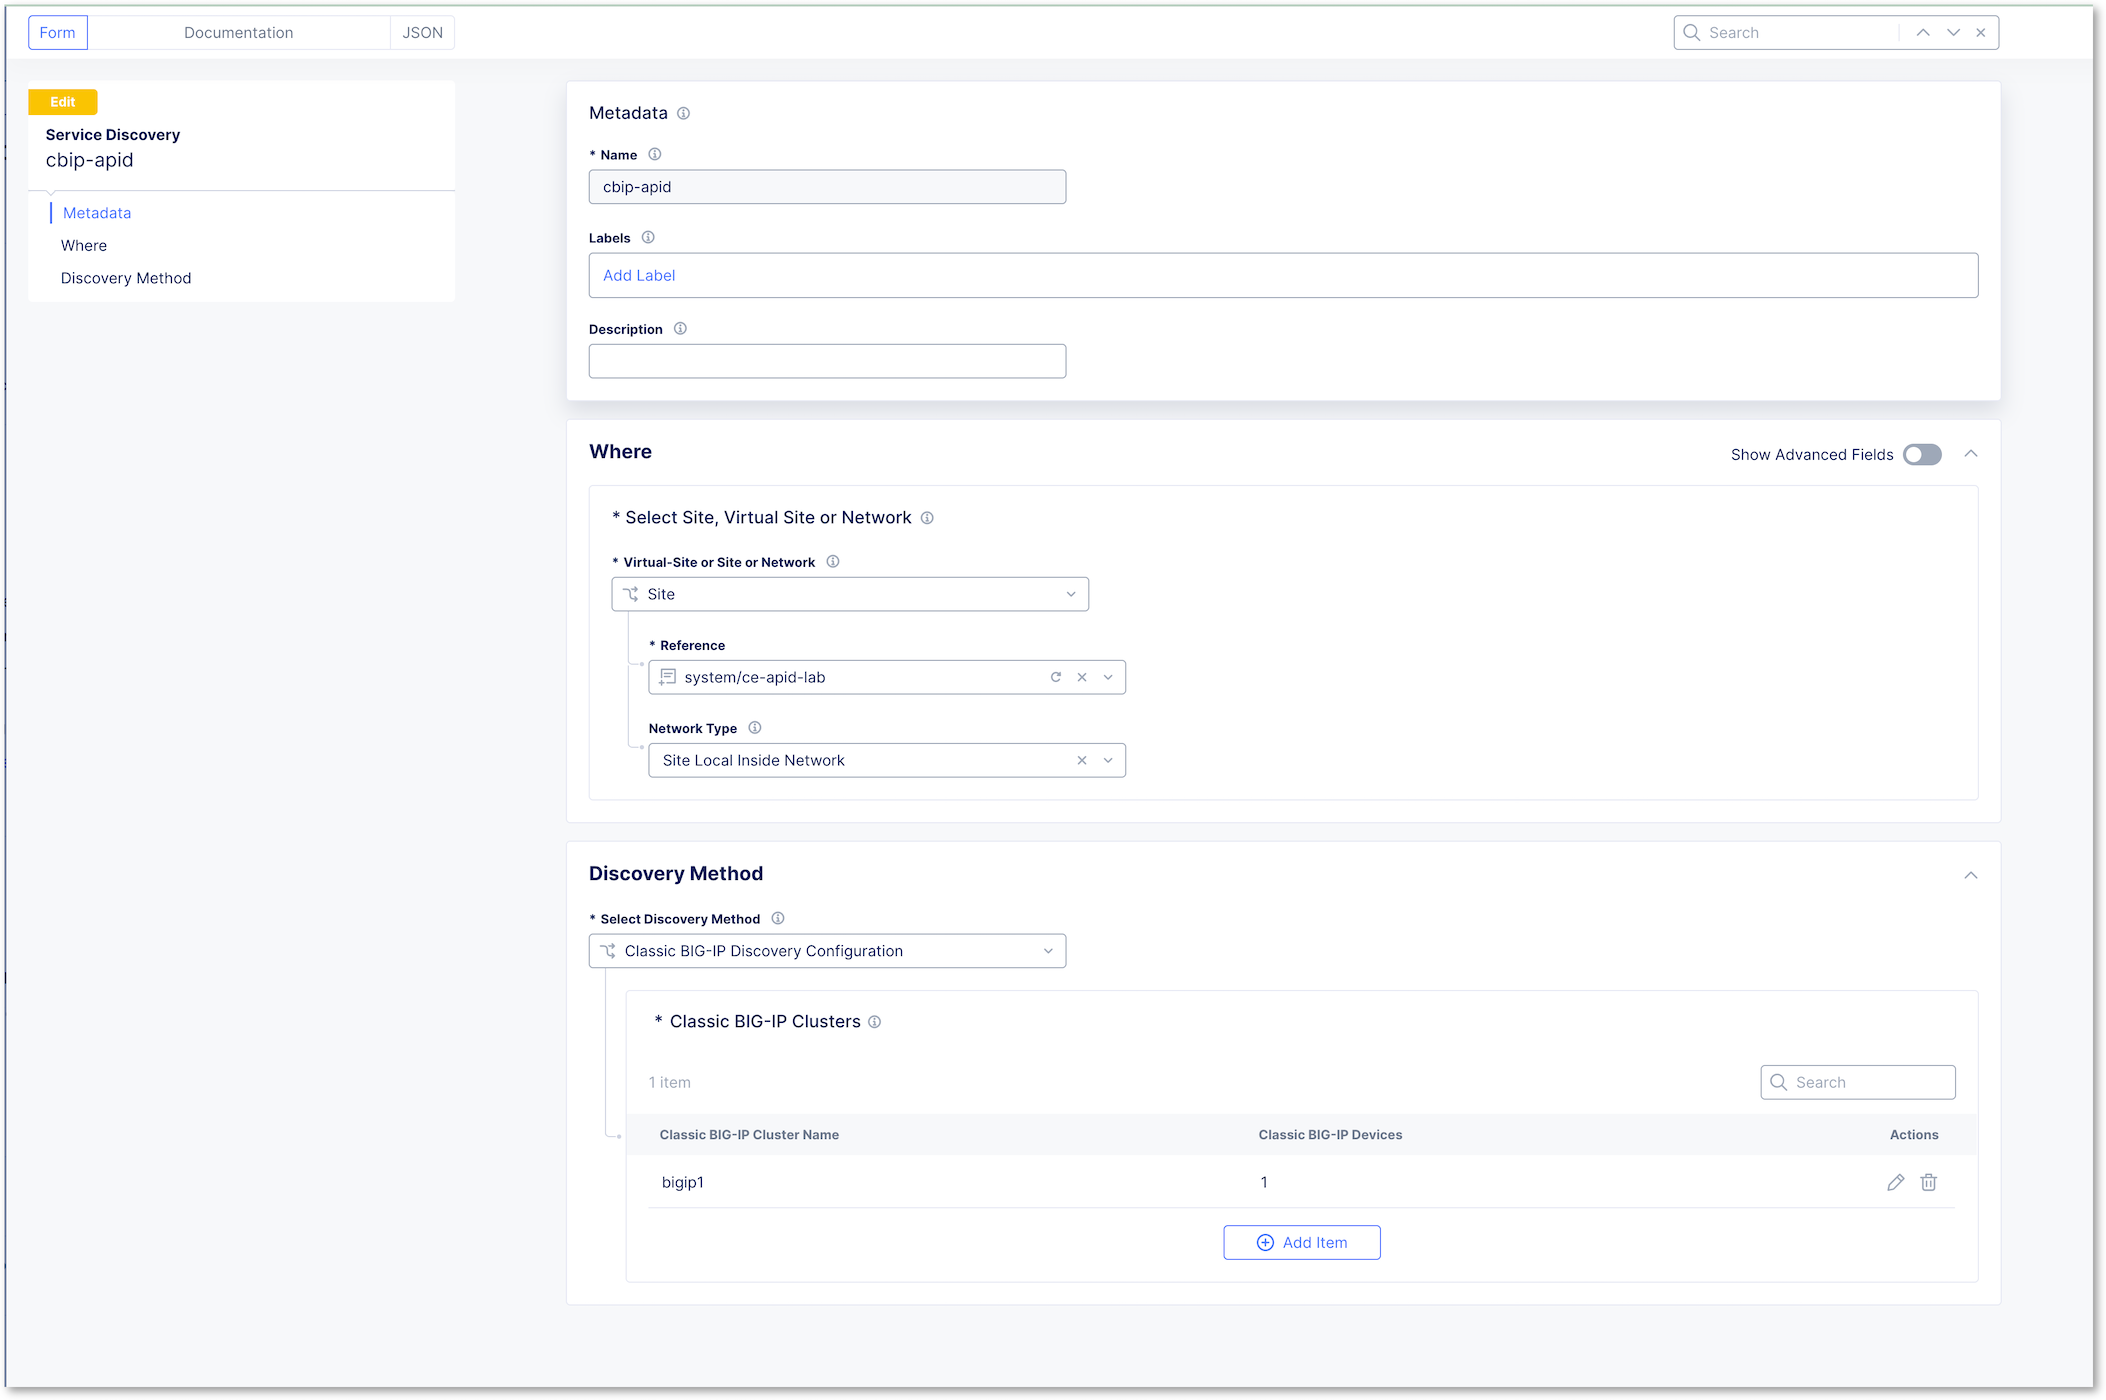 Form
Documentation
JSON
Search
Edit
Service Discovery
cbip-apid
Metadata
Where
Discovery Method
Metadata
* Name
cbip-apid
Labels
Add Label
Description
Where
Show Advanced Fields
* Select Site, Virtual Site or Network
* Virtual-Site or Site or Network
Site
* Reference
system/ce-apid-lab
Network Type
Site Local Inside Network
Discovery Method
* Select Discovery Method
Classic BIG-IP Discovery Configuration
* Classic BIG-IP Clusters
1 item
Search
Classic BIG-IP Cluster Name
Classic BIG-IP Devices
Actions
bigip1
1
Add Item